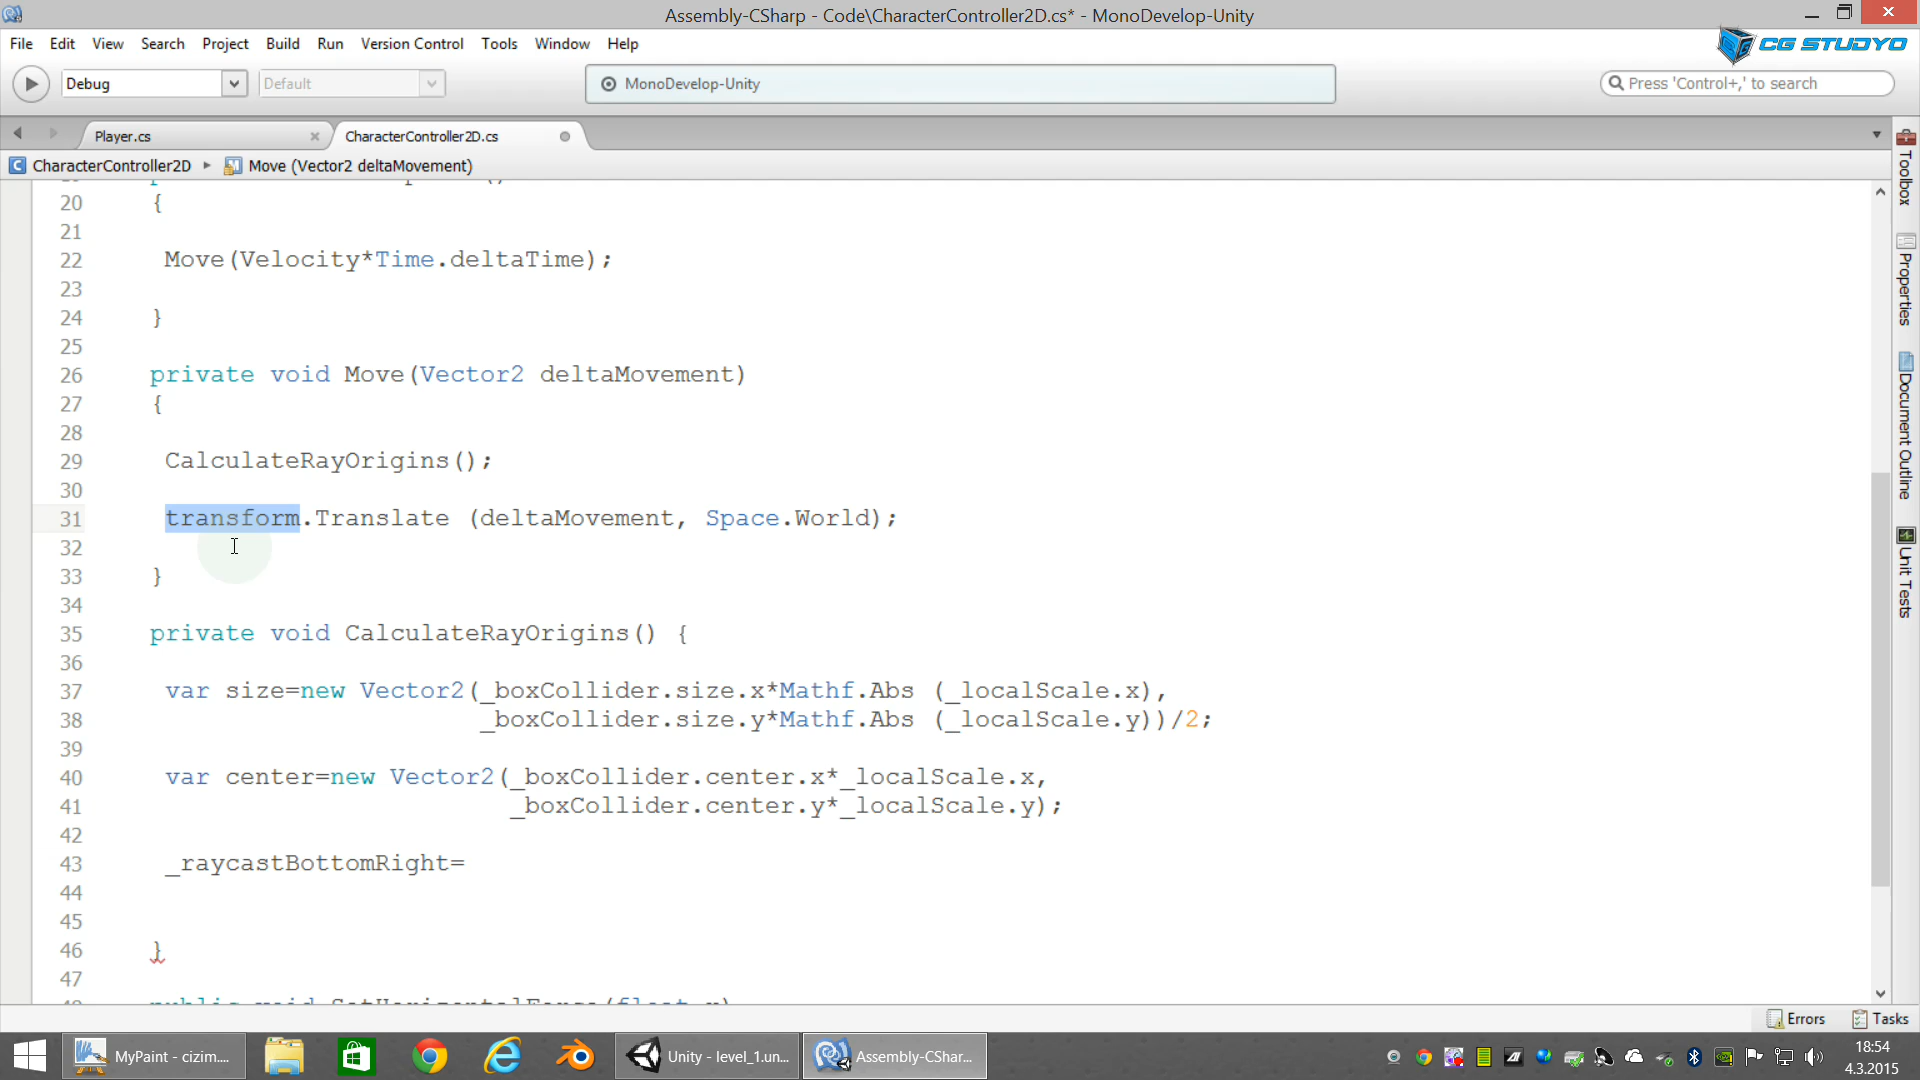 Assembly-CSharp - Code\CharacterController2D.cs* - MonoDevelop-Unity
File Edit View Search Project Build Run Version Control Tools Window Help
CG STUDYO
Debug Default MonoDevelop-Unity Press 'Control+,' to search
Player.cs CharacterController2D.cs
CharacterController2D Move (Vector2 deltaMovement)
20 {
21
22 Move(Velocity*Time.deltaTime);
23
24 }
25
26 private void Move(Vector2 deltaMovement)
27 {
28
29 CalculateRayOrigins();
30
31 transform.Translate (deltaMovement, Space.World);
32
33 }
34
35 private void CalculateRayOrigins() {
36
37 var size=new Vector2(_boxCollider.size.x*Mathf.Abs (_localScale.x),
38 _boxCollider.size.y*Mathf.Abs (_localScale.y))/2;
39
40 var center=new Vector2(_boxCollider.center.x*_localScale.x,
41 _boxCollider.center.y*_localScale.y);
42
43 _raycastBottomRight=
44
45
46 }
47
public void SetHorizontalForce(float x)
Toolbox
Properties
Document Outline
Unit Tests
Errors Tasks
MyPaint - cizim.... Unity - level_1.un... Assembly-CShar...
18:54
4.3.2015